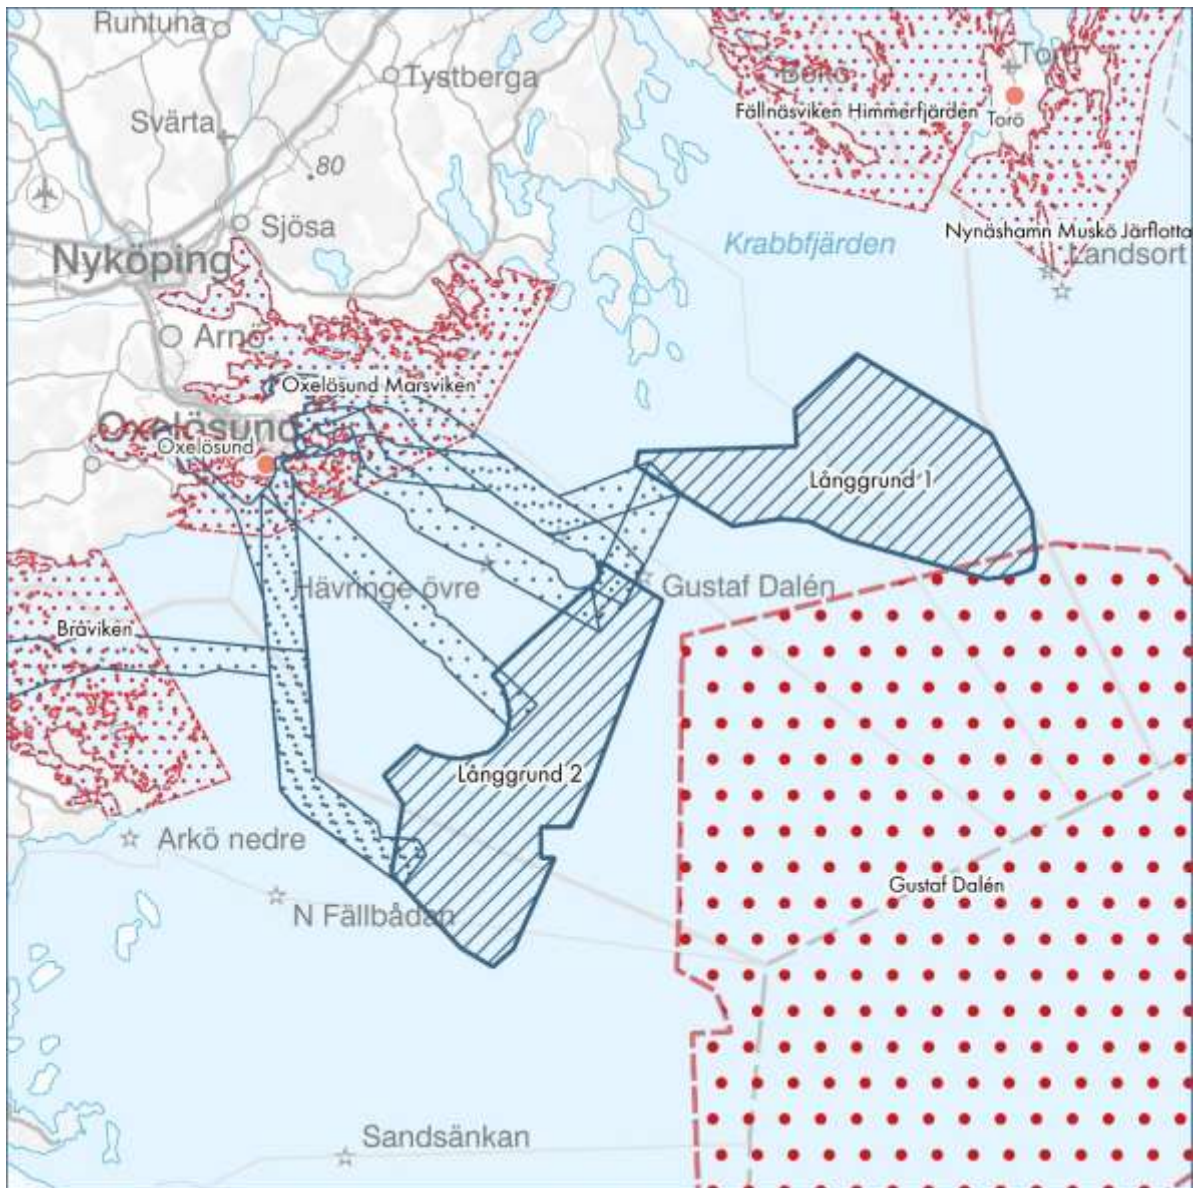 Runtuna
Tystberga
Torö
Bokö
Svärta
Fällnäsviken Himmerfjärden
Torö
80
Sjösa
Krabbfjärden
Nynäshamn Muskö Järflotta
Landsort
Nyköping
Arnö
Oxelösund Marsviken
Oxelösund
Oxelösund
Långgrund 1
Hävringe övre
Gustaf Dalén
Bråviken
Långgrund 2
Arkö nedre
Gustaf Dalén
N Fällbådan
Sandsänkan